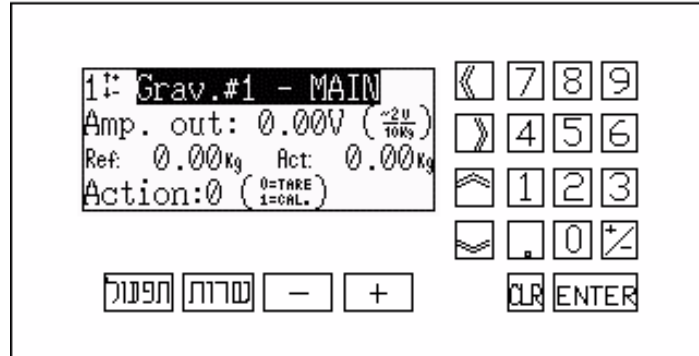 1 Grav.#1 - MAIN
Amp. out: 0.00V (~2V/10Kg)
Ref: 0.00Kg Act: 0.00Kg
Action:0 (0=TARE 1=CAL.)
7 8 9
4 5 6
1 2 3
. 0 +/-
תפעול שרות - + CLR ENTER